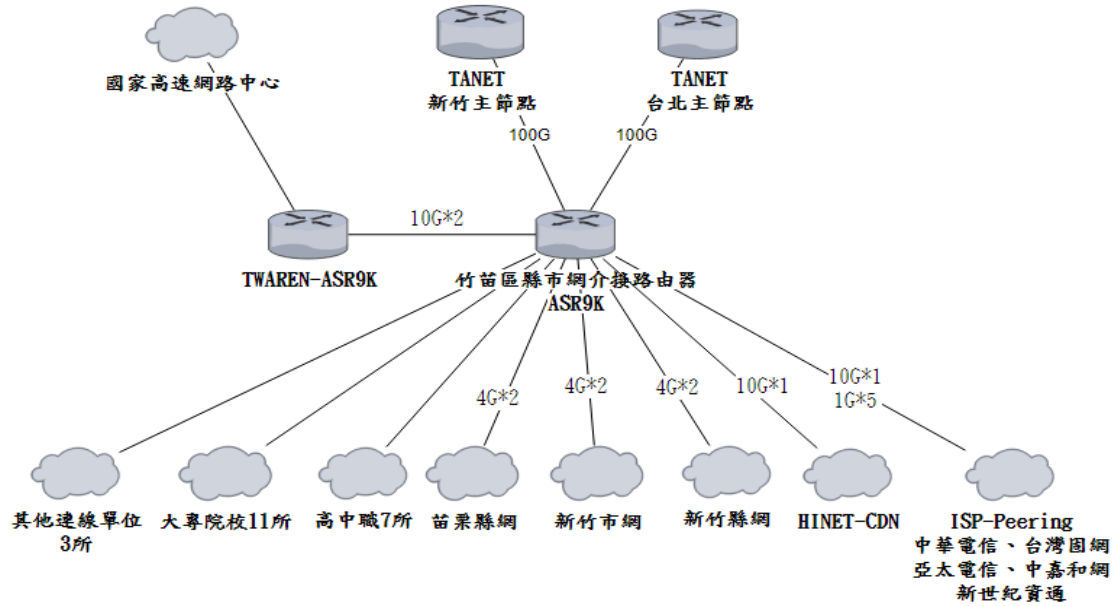 國家高速網路中心
TANET
新竹主節點
TANET
台北主節點
100G
100G
10G*2
TWAREN-ASR9K
竹苗區縣市網介接路由器
ASR9K
4G*2
4G*2
4G*2
10G*1
10G*1
1G*5
其他連線單位
3所
大專院校11所
高中職7所
苗栗縣網
新竹市網
新竹縣網
HINET-CDN
ISP-Peering
中華電信、台灣固網
亞太電信、中嘉和網
新世紀資通